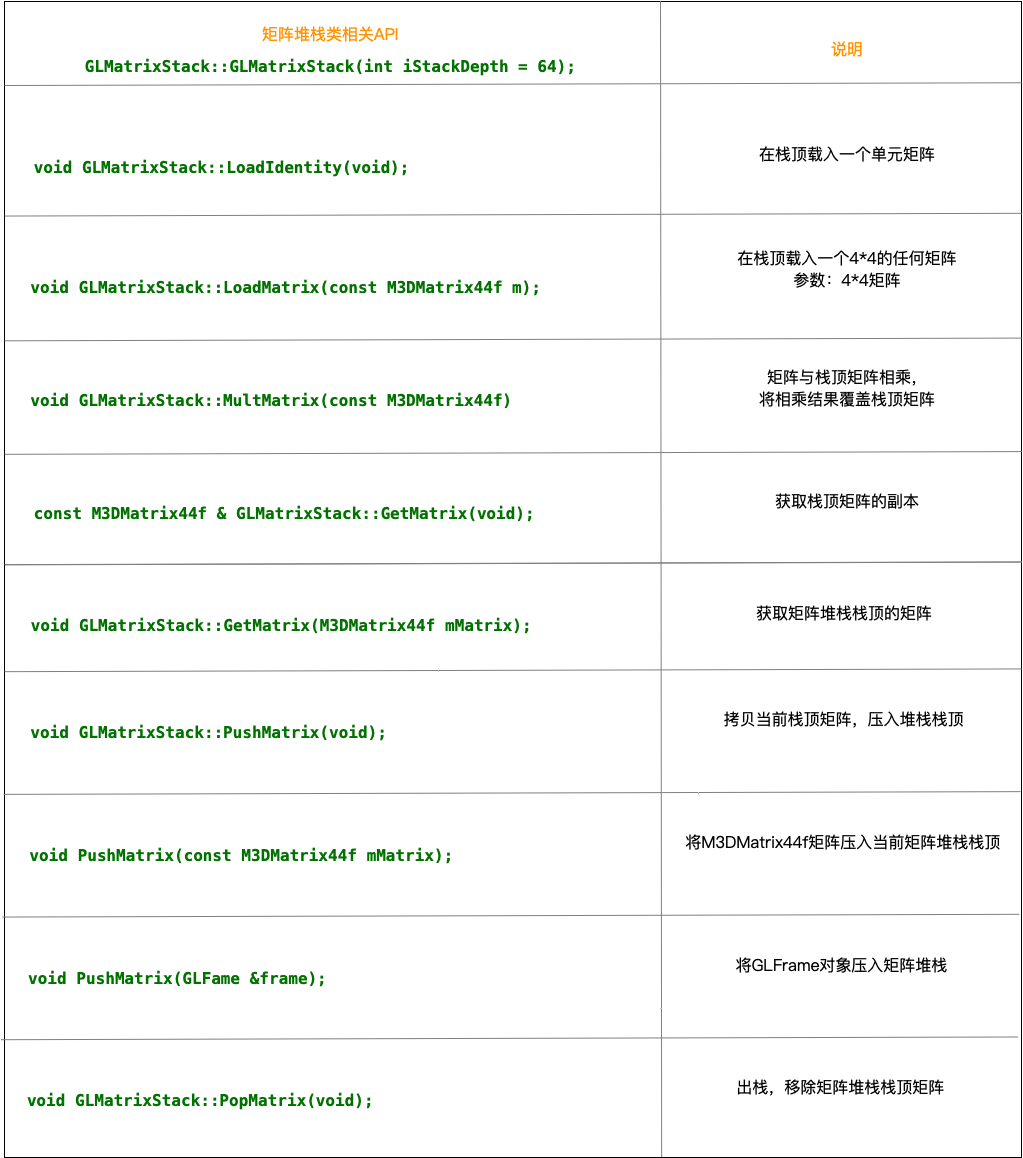 矩阵堆栈类相关API
GLMatrixStack::GLMatrixStack(int iStackDepth = 64);
说明
void GLMatrixStack::LoadIdentity(void);
在栈顶载入一个单元矩阵
void GLMatrixStack::LoadMatrix(const M3DMatrix44f m);
在栈顶载入一个4*4的任何矩阵
参数：4*4矩阵
void GLMatrixStack::MultMatrix(const M3DMatrix44f)
矩阵与栈顶矩阵相乘，
将相乘结果覆盖栈顶矩阵
const M3DMatrix44f & GLMatrixStack::GetMatrix(void);
获取栈顶矩阵的副本
void GLMatrixStack::GetMatrix(M3DMatrix44f mMatrix);
获取矩阵堆栈栈顶的矩阵
void GLMatrixStack::PushMatrix(void);
拷贝当前栈顶矩阵，压入堆栈栈顶
void PushMatrix(const M3DMatrix44f mMatrix);
将M3DMatrix44f矩阵压入当前矩阵堆栈栈顶
void PushMatrix(GLFame &frame);
将GLFrame对象压入矩阵堆栈
void GLMatrixStack::PopMatrix(void);
出栈，移除矩阵堆栈栈顶矩阵